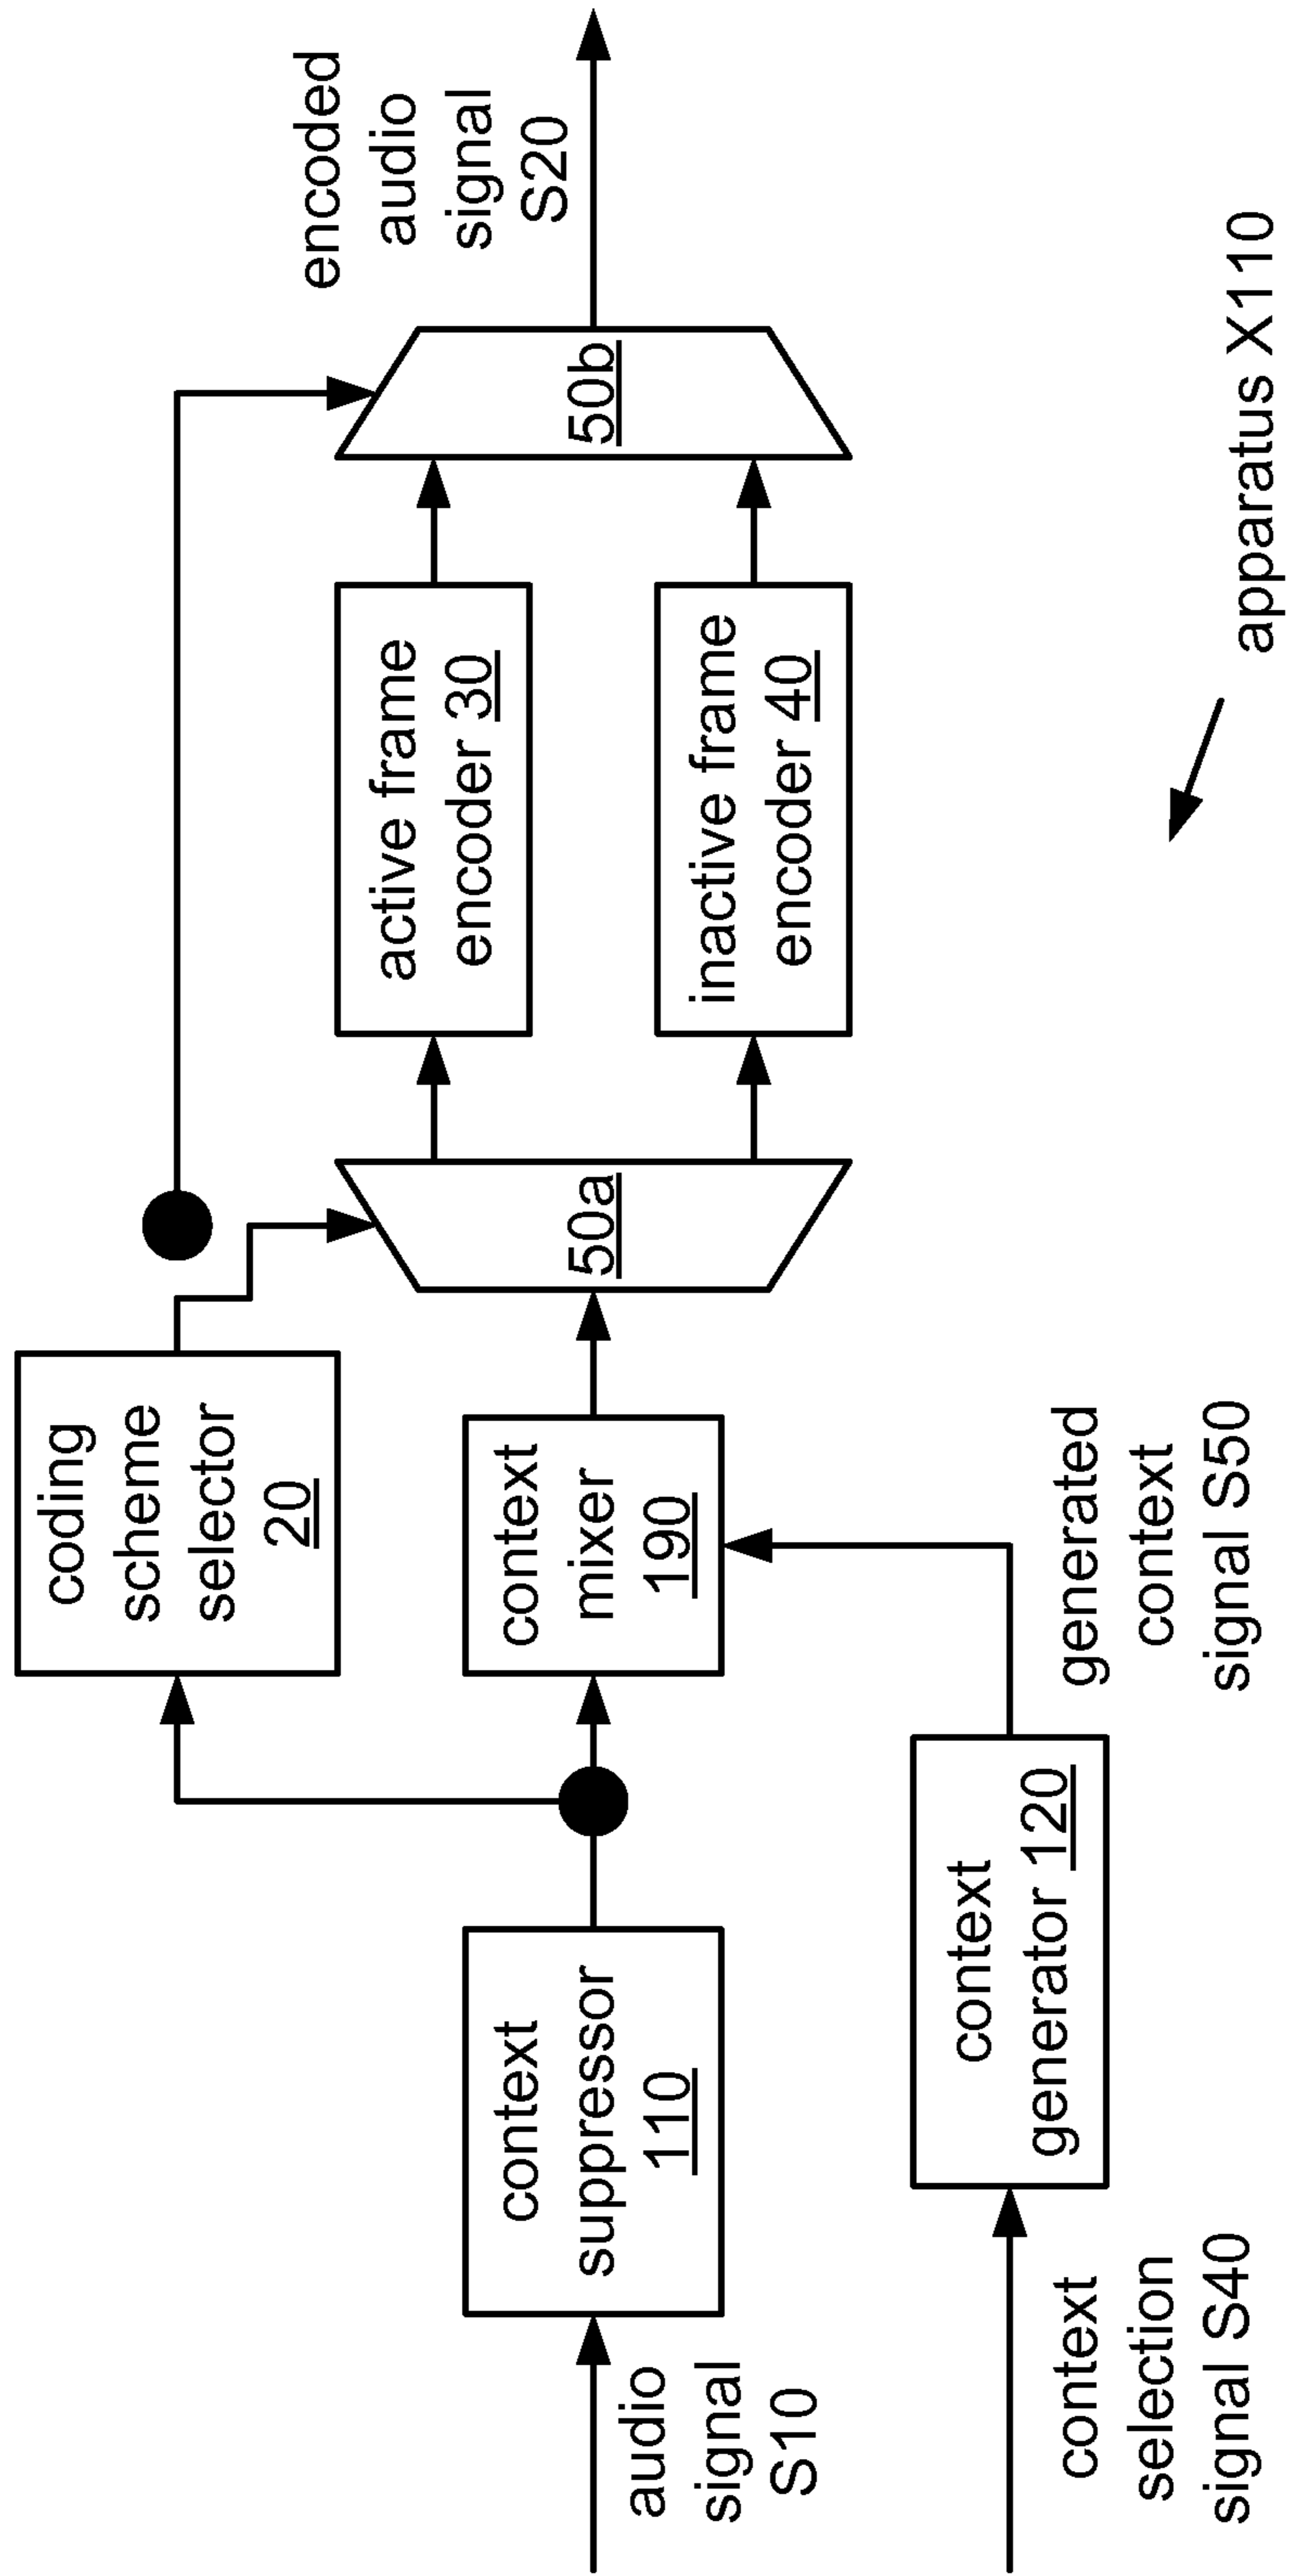 audio
signal
S10
context
suppressor
110
coding
scheme
selector
20
context
mixer
190
context
selection
signal S40
context
generator 120
generated
context
signal S50
50a
active frame
encoder 30
inactive frame
encoder 40
50b
encoded
audio
signal
S20
apparatus X110